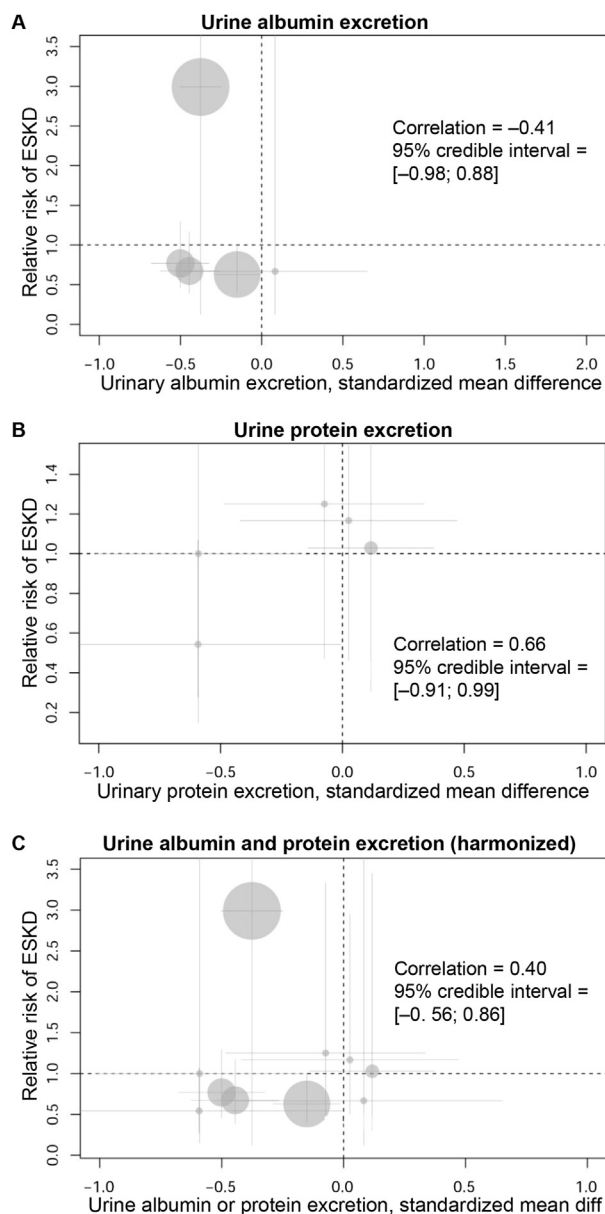 A
Urine albumin excretion
Relative risk of ESKD
3.5
3.0
2.5
2.0
1.5
1.0
0.5
0.0
Correlation = –0.41
95% credible interval =
[–0.98; 0.88]
–1.0 –0.5 0.0 0.5 1.0 1.5 2.0
Urinary albumin excretion, standardized mean difference
B
Urine protein excretion
Relative risk of ESKD
1.4
1.2
1.0
0.8
0.6
0.4
0.2
Correlation = 0.66
95% credible interval =
[–0.91; 0.99]
–1.0 –0.5 0.0 0.5 1.0
Urinary protein excretion, standardized mean difference
C
Urine albumin and protein excretion (harmonized)
Relative risk of ESKD
3.5
3.0
2.5
2.0
1.5
1.0
0.5
0.0
Correlation = 0.40
95% credible interval =
[–0. 56; 0.86]
–1.0 –0.5 0.0 0.5 1.0
Urine albumin or protein excretion, standardized mean diff